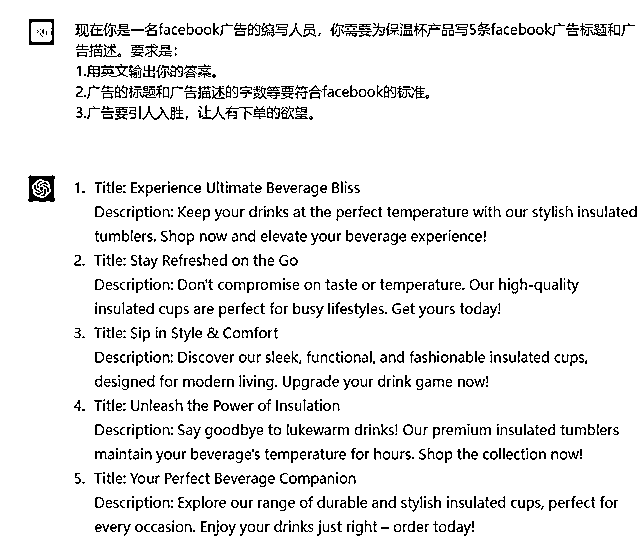 现在你是一名facebook广告的编写人员，你需要为保温杯产品写5条facebook广告标题和广
告描述。要求是：
1.用英文输出你的答案。
2.广告的标题和广告描述的字数等要符合facebook的标准。
3.广告要引人入胜，让人有下单的欲望。
1. Title: Experience Ultimate Beverage Bliss
Description: Keep your drinks at the perfect temperature with our stylish insulated
tumblers. Shop now and elevate your beverage experience!
2. Title: Stay Refreshed on the Go
Description: Don't compromise on taste or temperature. Our high-quality
insulated cups are perfect for busy lifestyles. Get yours today!
3. Title: Sip in Style & Comfort
Description: Discover our sleek, functional, and fashionable insulated cups,
designed for modern living. Upgrade your drink game now!
4. Title: Unleash the Power of Insulation
Description: Say goodbye to lukewarm drinks! Our premium insulated tumblers
maintain your beverage's temperature for hours. Shop the collection now!
5. Title: Your Perfect Beverage Companion
Description: Explore our range of durable and stylish insulated cups, perfect for
every occasion. Enjoy your drinks just right – order today!